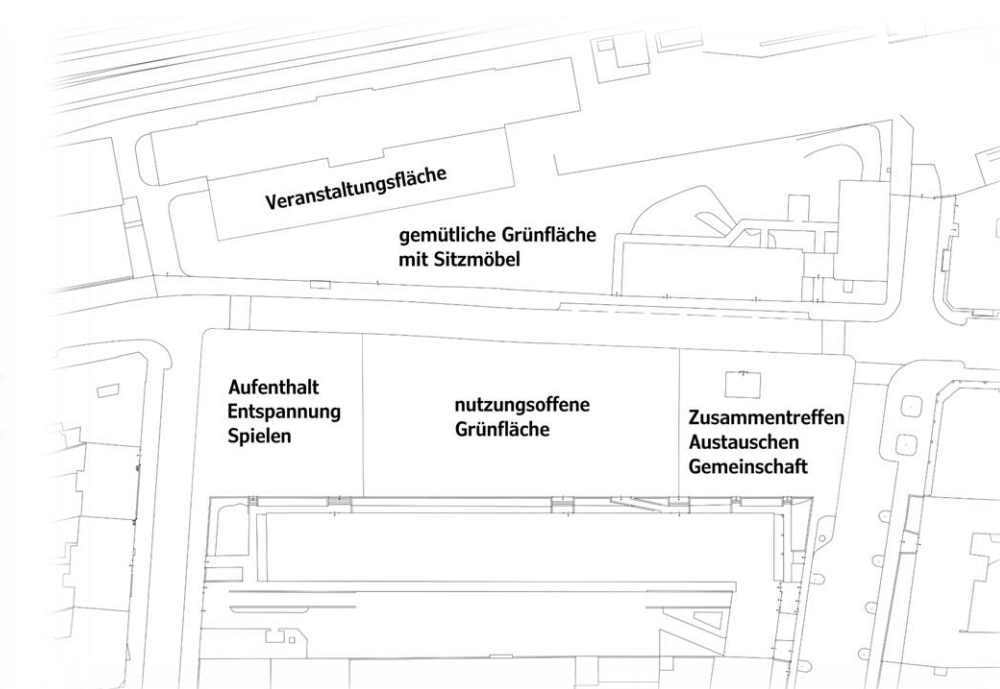 Veranstaltungsfläche
gemütliche Grünfläche
mit Sitzmöbel
Aufenthalt
Entspannung
Spielen
nutzungsoffene
Grünfläche
Zusammentreffen
Austauschen
Gemeinschaft